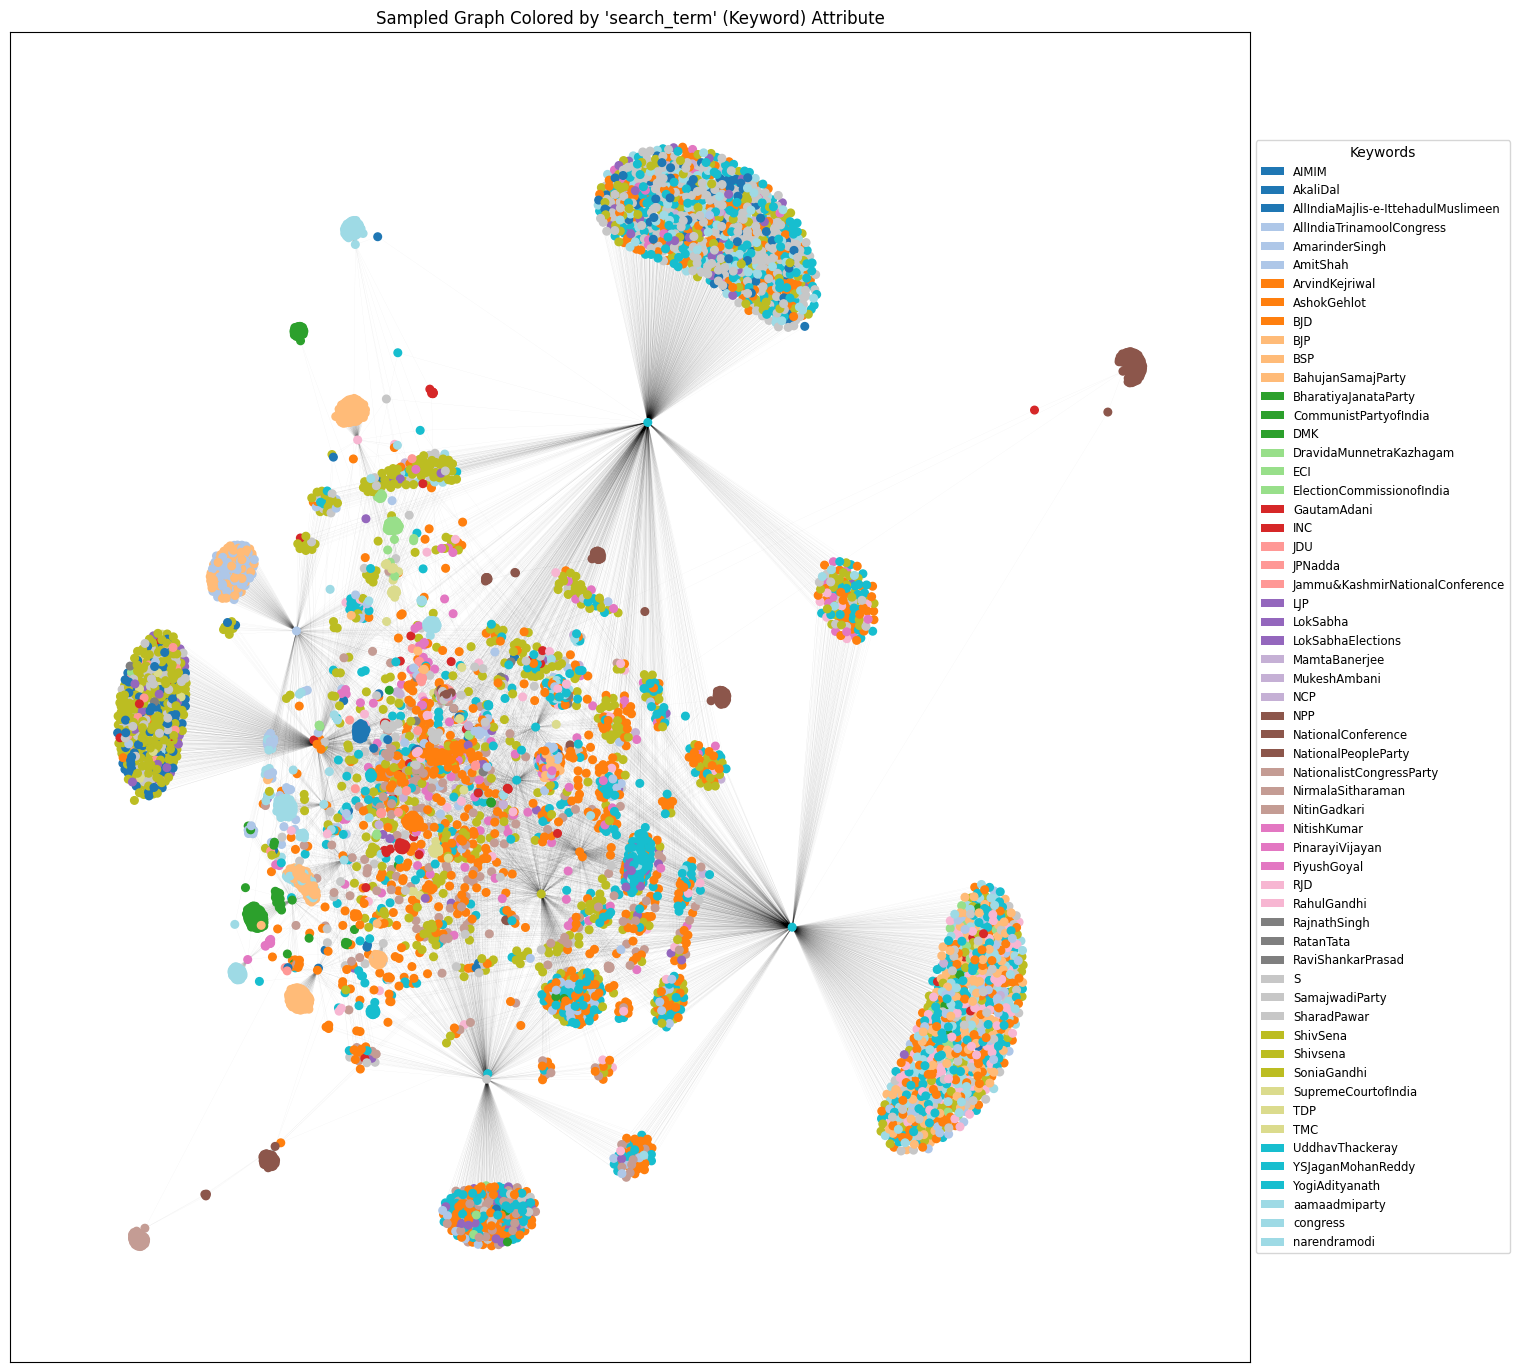 Sampled Graph Colored by 'search_term' (Keyword) Attribute
Keywords
AIMIM
AkaliDal
AllIndiaMajlis-e-IttehadulMuslimeen
AllIndiaTrinamoolCongress
AmarinderSingh
AmitShah
ArvindKejriwal
AshokGehlot
BJD
BJP
BSP
BahujanSamajParty
BharatiyaJanataParty
CommunistPartyofIndia
DMK
DravidaMunnetraKazhagam
ECI
ElectionCommissionofIndia
GautamAdani
INC
JDU
JPNadda
Jammu&KashmirNationalConference
LJP
LokSabha
LokSabhaElections
MamtaBanerjee
MukeshAmbani
NCP
NPP
NationalConference
NationalPeopleParty
NationalistCongressParty
NirmalaSitharaman
NitinGadkari
NitishKumar
PinarayiVijayan
PiyushGoyal
RJD
RahulGandhi
RajnathSingh
RatanTata
RaviShankarPrasad
S
SamajwadiParty
SharadPawar
ShivSena
Shivsena
SoniaGandhi
SupremeCourtofIndia
TDP
TMC
UddhavThackeray
YSJaganMohanReddy
YogiAdityanath
aamaadmiparty
congress
narendramodi